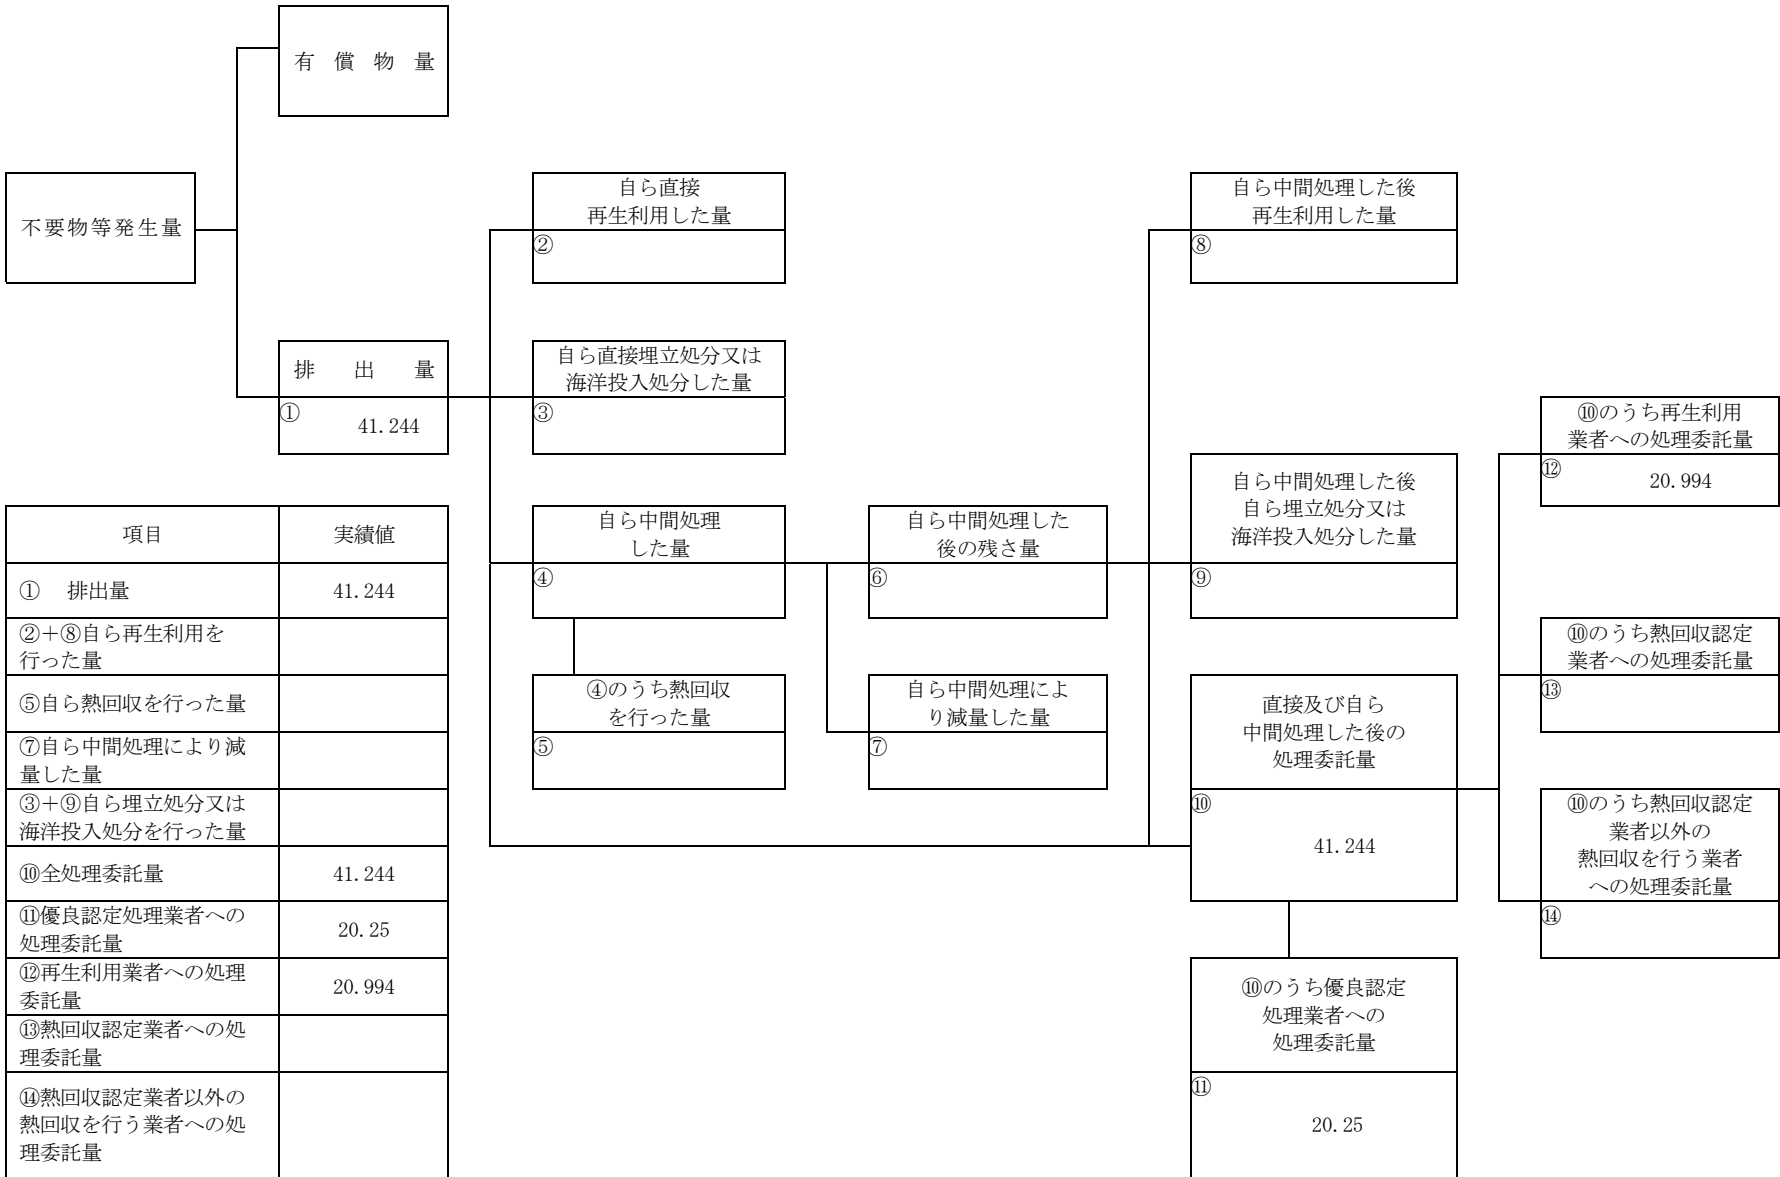 有　償　物　量
不要物等発生量
自ら直接
再生利用した量
②
自ら中間処理した後
再生利用した量
⑧
排　出　量
①
41.244
自ら直接埋立処分又は
海洋投入処分した量
③
⑩のうち再生利用
業者への処理委託量
⑫
20.994
自ら中間処理
した量
④
自ら中間処理した
後の残さ量
⑥
自ら中間処理した後
自ら埋立処分又は
海洋投入処分した量
⑨
⑩のうち熱回収認定
業者への処理委託量
⑬
④のうち熱回収
を行った量
⑤
自ら中間処理によ
り減量した量
⑦
直接及び自ら
中間処理した後の
処理委託量
⑩
41.244
⑩のうち熱回収認定
業者以外の
熱回収を行う業者
への処理委託量
⑭
⑩のうち優良認定
処理業者への
処理委託量
⑪
20.25
項目　実績値
①　排出量　41.244
②＋⑧自ら再生利用を
行った量
⑤自ら熱回収を行った量
⑦自ら中間処理により減
量した量
③＋⑨自ら埋立処分又は
海洋投入処分を行った量
⑩全処理委託量　41.244
⑪優良認定処理業者への
処理委託量　20.25
⑫再生利用業者への処理
委託量　20.994
⑬熱回収認定業者への処
理委託量
⑭熱回収認定業者以外の
熱回収を行う業者への処
理委託量